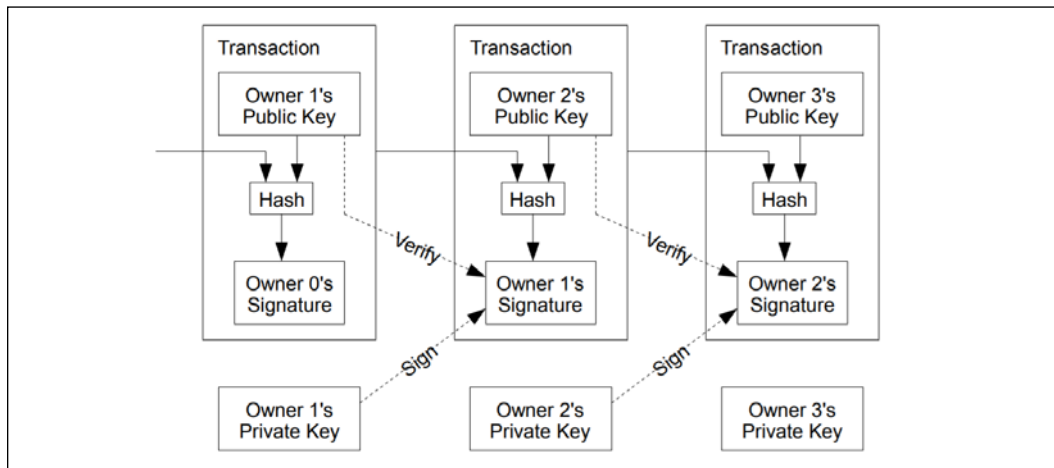 Transaction
Owner 1's
Public Key
Hash
Owner 0's
Signature
Transaction
Owner 2's
Public Key
Hash
Verify
Owner 1's
Signature
Transaction
Owner 3's
Public Key
Hash
Verify
Owner 2's
Signature
Sign
Sign
Owner 1's
Private Key
Owner 2's
Private Key
Owner 3's
Private Key